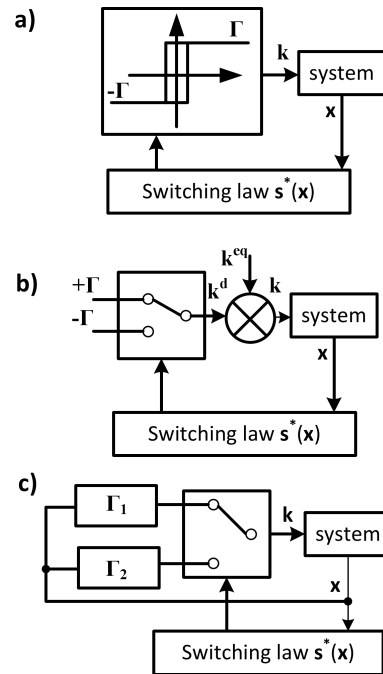 a)
Γ
-Γ
k
system
x
Switching law s*(x)
b)
+Γ
-Γ
k^d
k^eq
k
system
x
Switching law s*(x)
c)
Γ₁
Γ₂
k
system
x
Switching law s*(x)